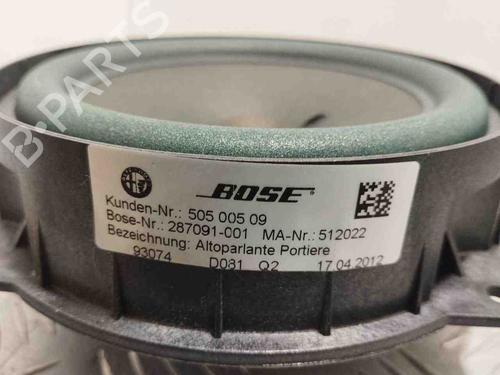 B-PARTS
BOSE
Kunden-Nr.: 505 005 09
Bose-Nr.: 287091-001 MA-Nr.: 512022
Bezeichnung: Altoparlante Portiere
93074 D081 Q2 17.04.2012